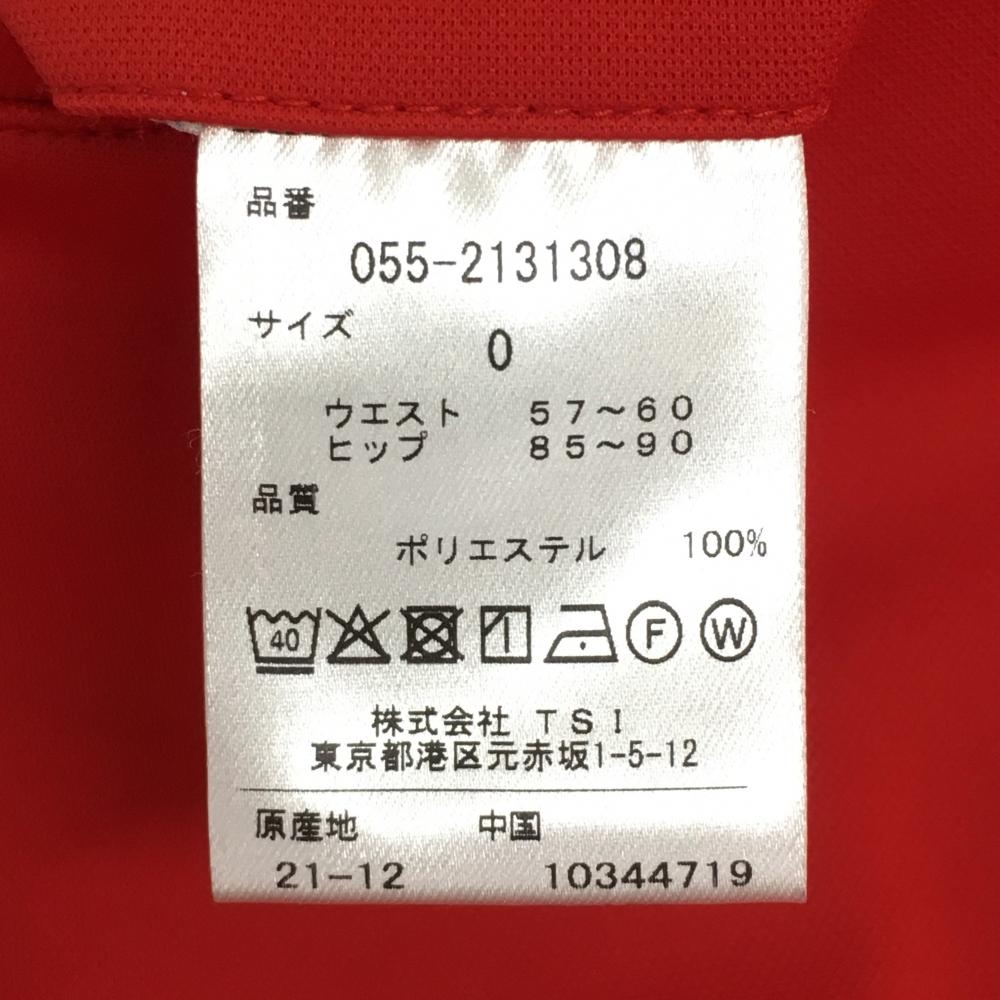 品番
055-2131308
サイズ
0
ウエスト 57~60
ヒップ 85~90
品質
ポリエステル 100%
40 F W
株式会社 TSI
東京都港区元赤坂1-5-12
原産地 中国
21-12 10344719